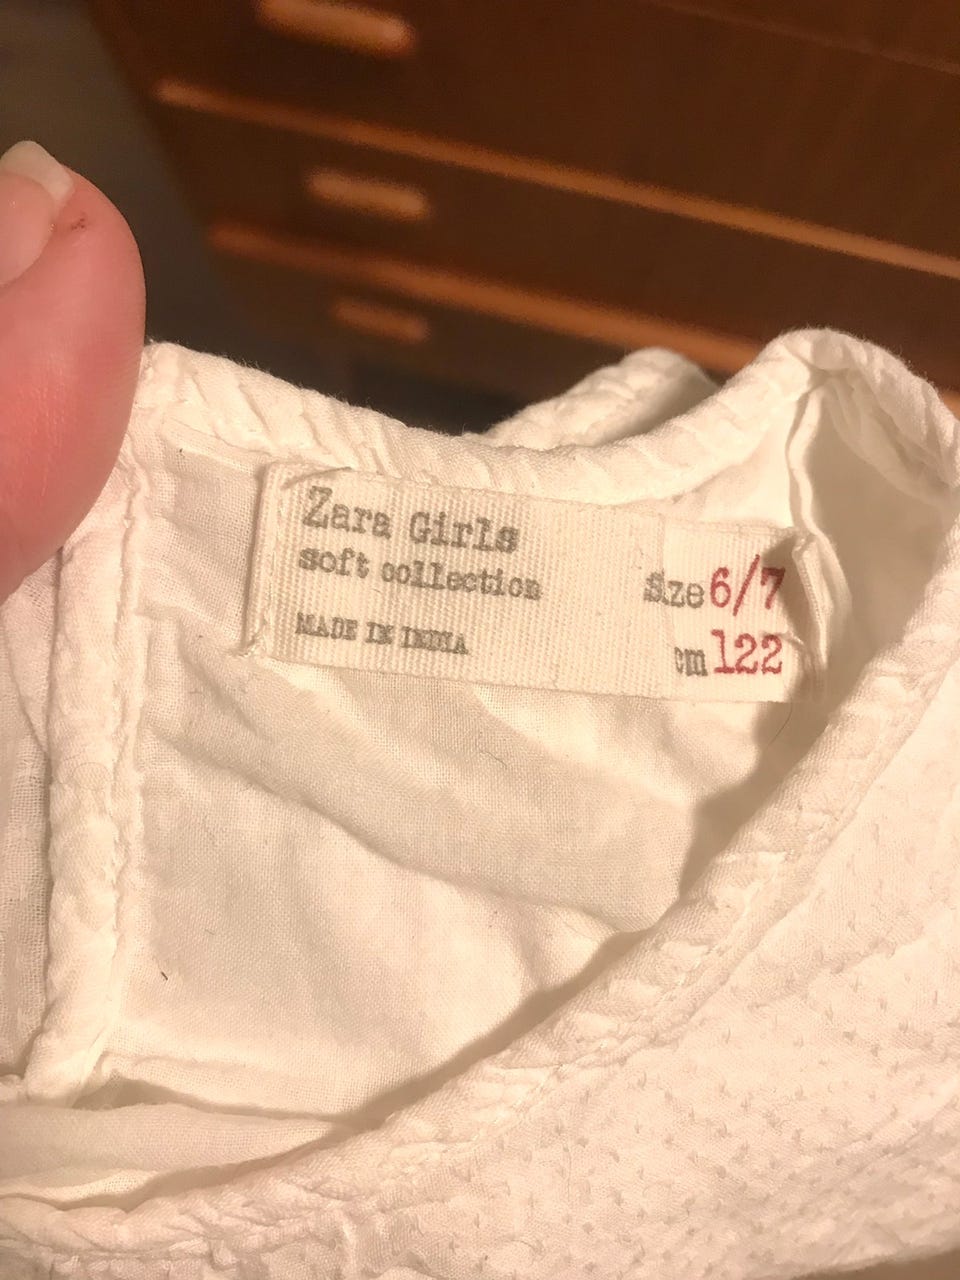 Zara Girls
soft collection
MADE IN INDIA
Size 6/7
cm 122